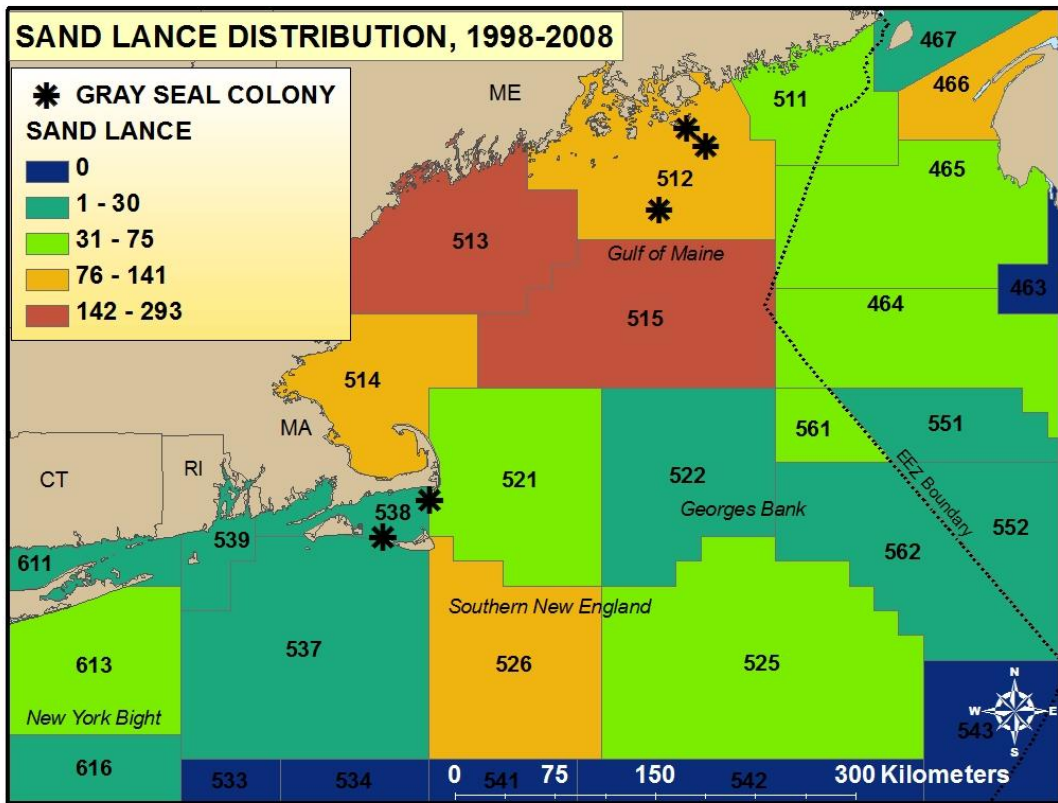 SAND LANCE DISTRIBUTION, 1998-2008
GRAY SEAL COLONY
SAND LANCE
0
1 - 30
31 - 75
76 - 141
142 - 293
ME
467
466
511
465
512
513
Gulf of Maine
463
515
464
514
MA
561
551
RI
CT
521
522
EEZ Boundary
538
Georges Bank
539
552
562
611
Southern New England
537
613
526
525
New York Bight
N
W E
S
543
616
533
534
541
542
0 75 150 300 Kilometers